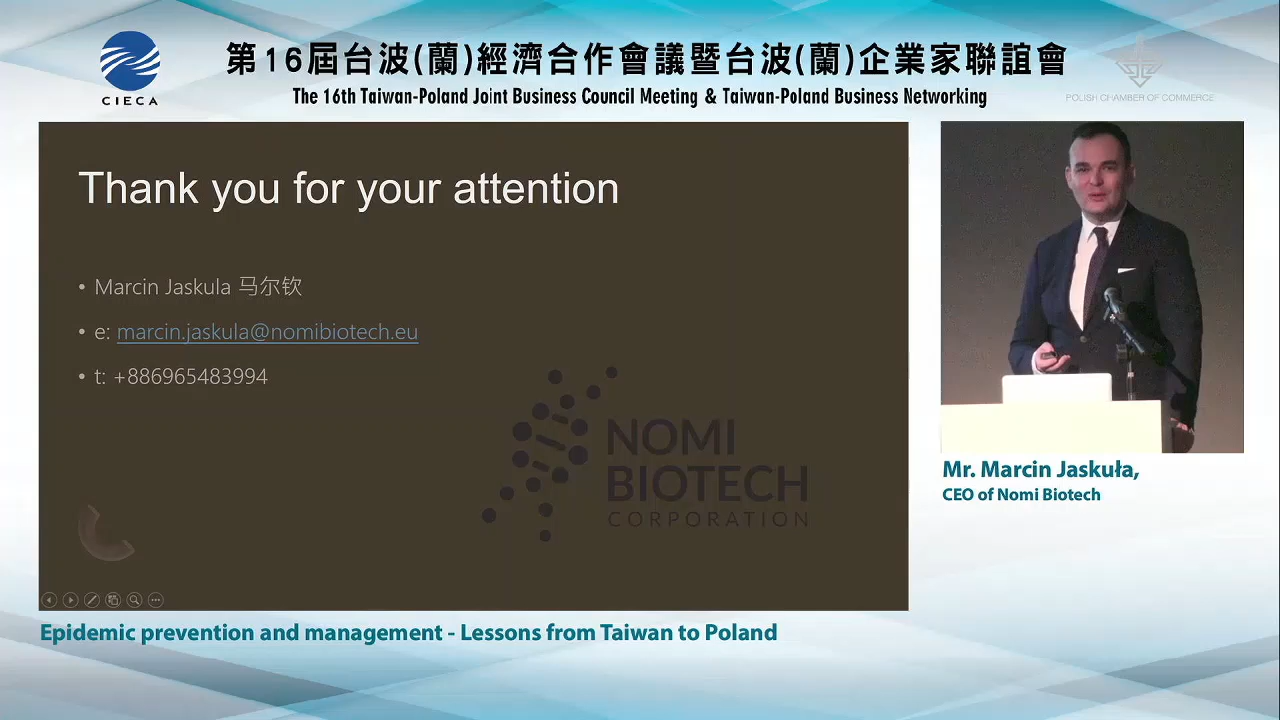 第16屆台波(蘭)經濟合作會議暨台波(蘭)企業家聯誼會
CIECA
The 16th Taiwan-Poland Joint Business Council Meeting & Taiwan-Poland Business Networking
POLISH CHAMBER OF COMMERCE
Thank you for your attention
• Marcin Jaskula 马尔钦
• e: marcin.jaskula@nomibiotech.eu
• t: +886965483994
NOMI
BIOTECH
CORPORATION
Mr. Marcin Jaskuła,
CEO of Nomi Biotech
Epidemic prevention and management - Lessons from Taiwan to Poland